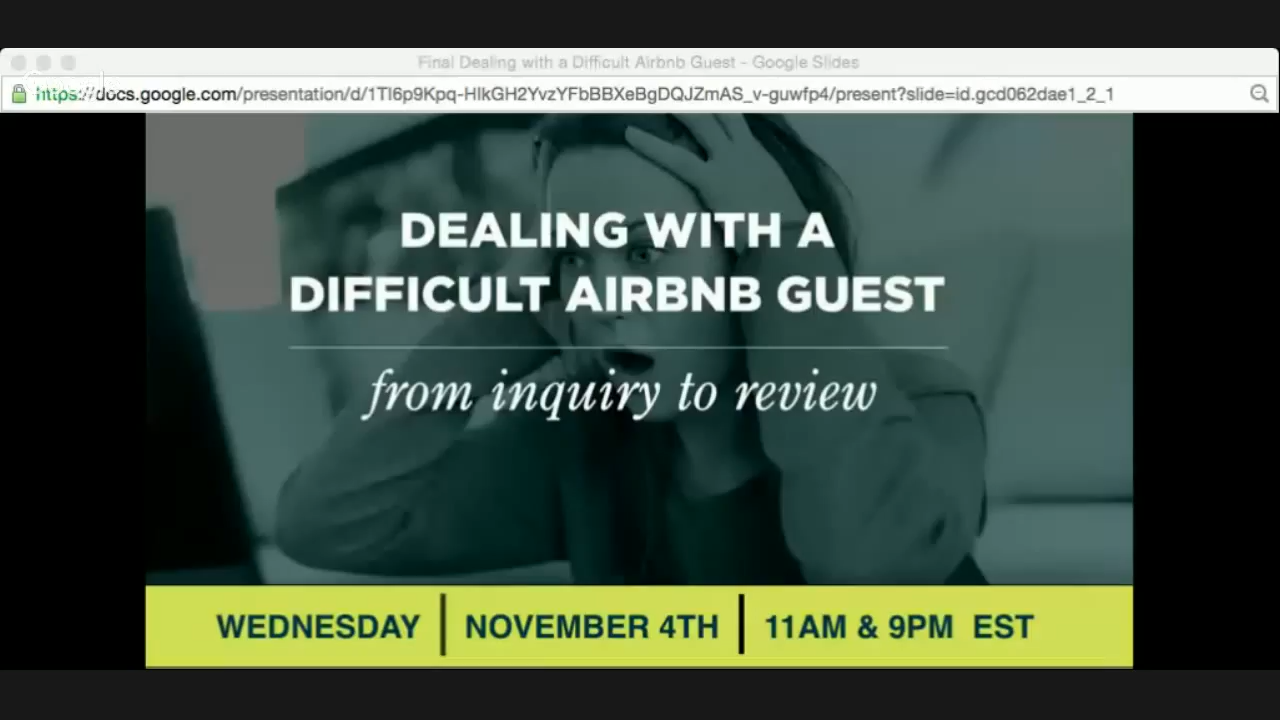 Final Dealing with a Difficult Airbnb Guest - Google Slides
https://docs.google.com/presentation/d/1Tl6p9Kpq-HlkGH2YvzYFbBBXeBgDQJZmAS_v-guwfp4/present?slide=id.gcd062dae1_2_1
DEALING WITH A
DIFFICULT AIRBNB GUEST
from inquiry to review
WEDNESDAY NOVEMBER 4TH 11AM & 9PM EST